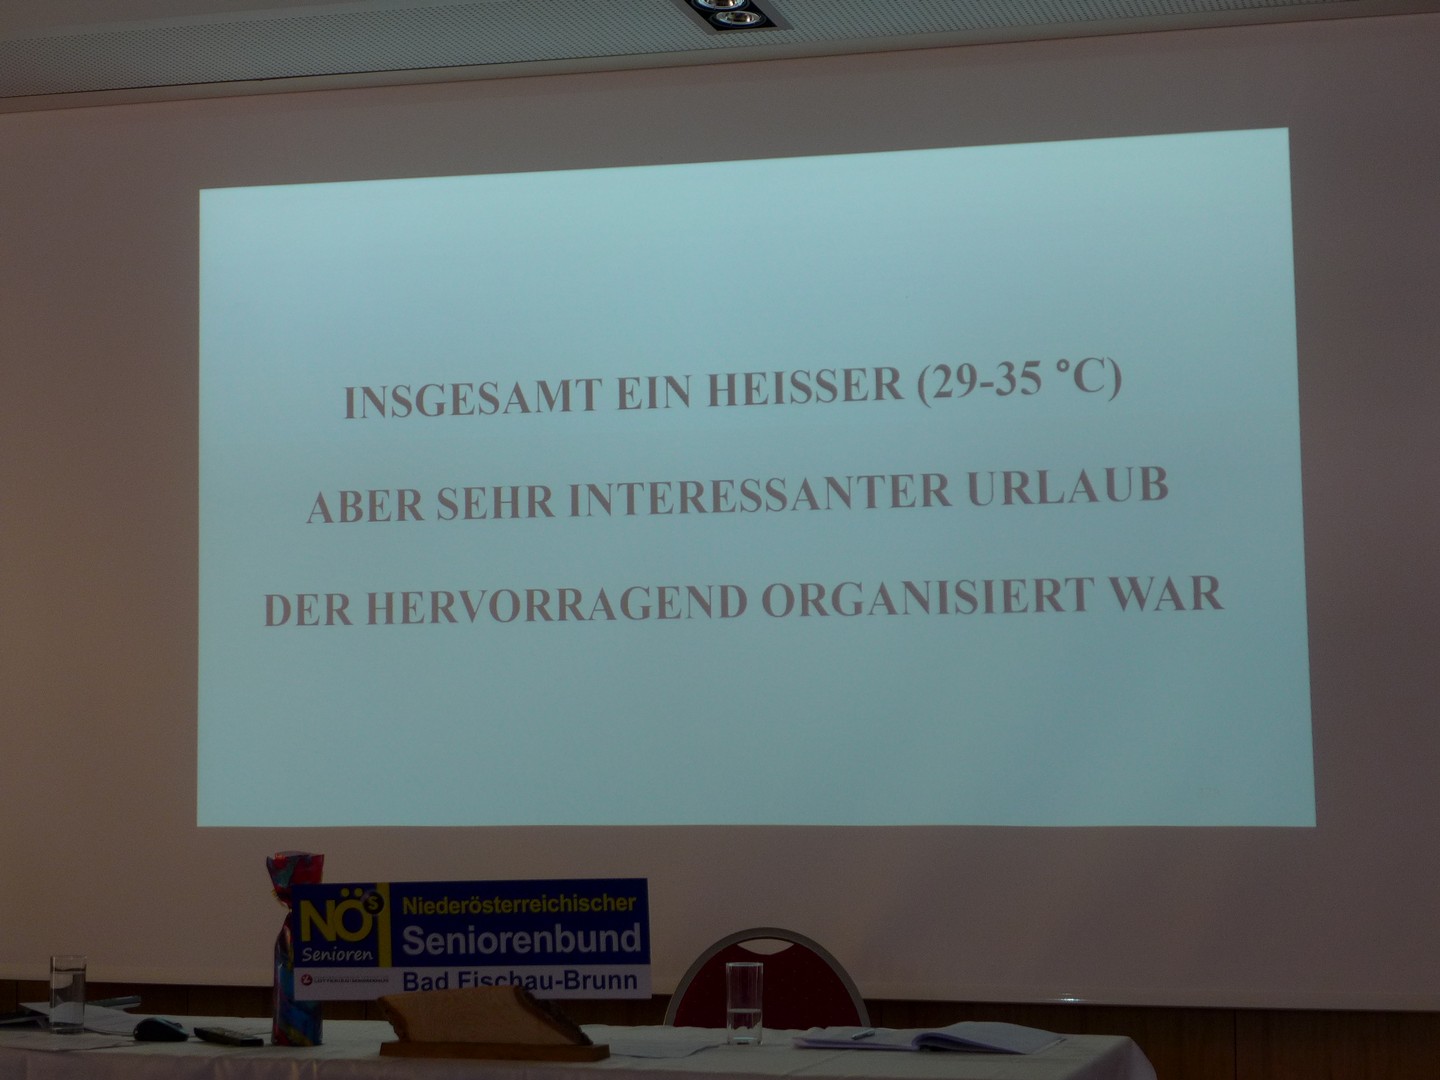 INSGESAMT EIN HEISSER (29-35 °C)
ABER SEHR INTERESSANTER URLAUB
DER HERVORRAGEND ORGANISIERT WAR
NÖs
Senioren
Niederösterreichischer
Seniorenbund
Bad Fischau-Brunn